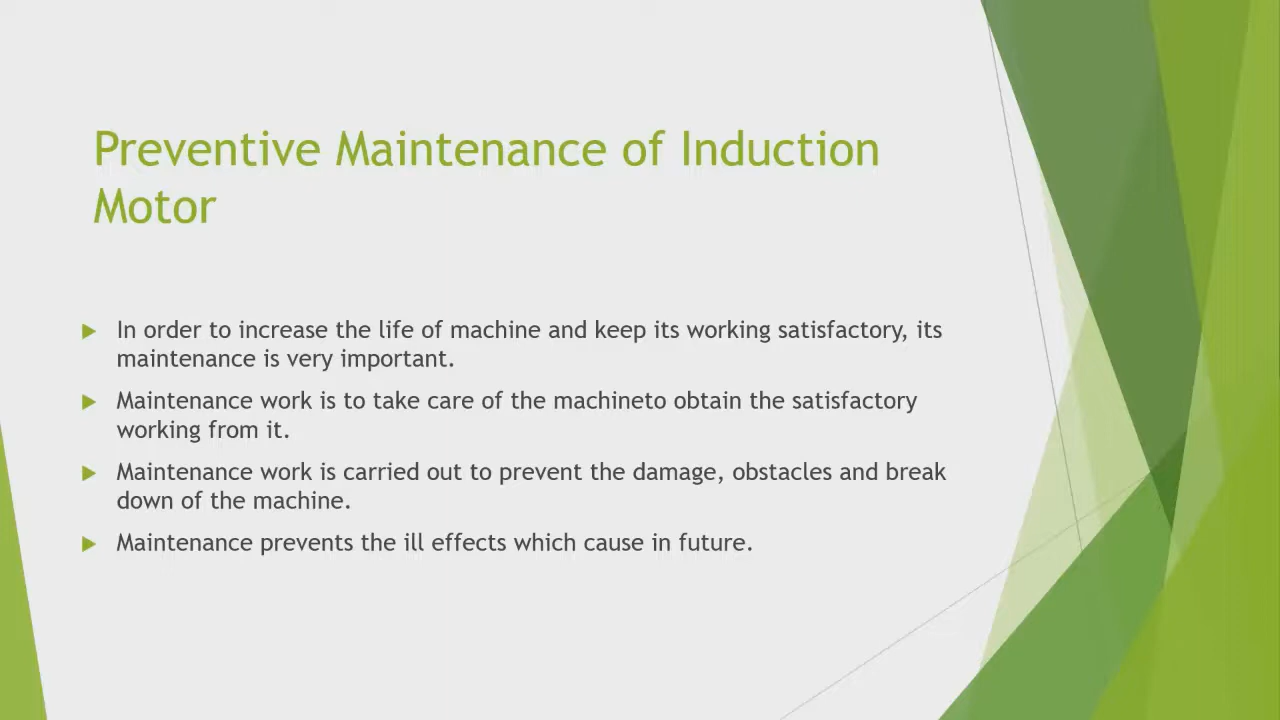 Preventive Maintenance of Induction
Motor
In order to increase the life of machine and keep its working satisfactory, its
maintenance is very important.
Maintenance work is to take care of the machineto obtain the satisfactory
working from it.
Maintenance work is carried out to prevent the damage, obstacles and break
down of the machine.
Maintenance prevents the ill effects which cause in future.